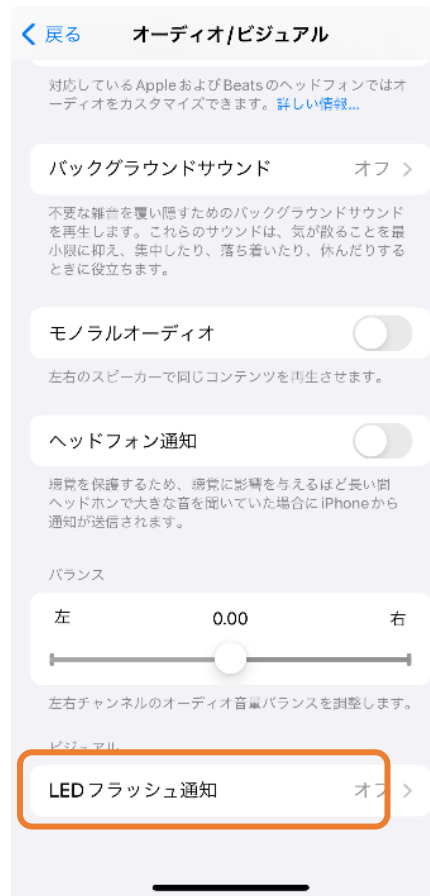 戻る オーディオ/ビジュアル
対応しているAppleおよびBeatsのヘッドフォンではオ
ーディオをカスタマイズできます。詳しい情報...
バックグラウンドサウンド オフ
不要な雑音を覆い隠すためのバックグラウンドサウンド
を再生します。これらのサウンドは、気が散ることを最
小限に抑え、集中したり、落ち着いたり、休んだりする
ときに役立ちます。
モノラルオーディオ
左右のスピーカーで同じコンテンツを再生させます。
ヘッドフォン通知
聴覚を保護するため、聴覚に影響を与えるほど長い間
ヘッドホンで大きな音を聞いていた場合にiPhoneから
通知が送信されます。
バランス
左 0.00 右
左右チャンネルのオーディオ音量バランスを調整します。
ビジュアル
LEDフラッシュ通知 オフ